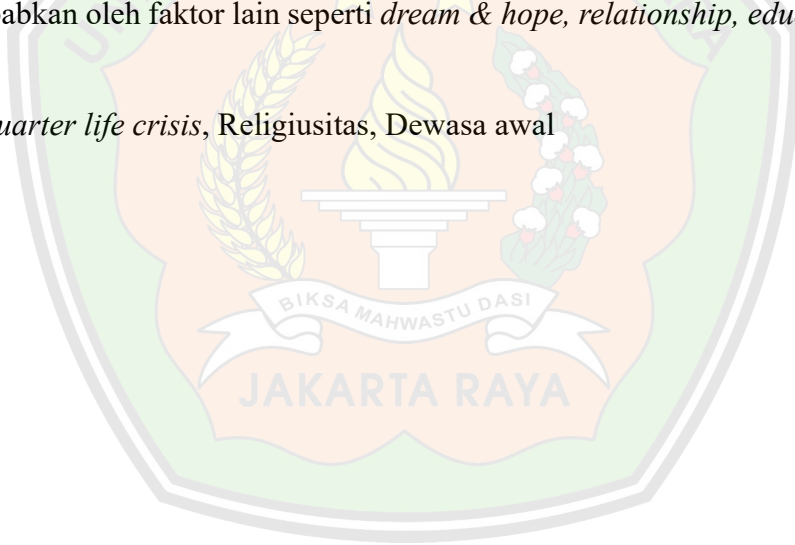 babkan oleh faktor lain seperti dream & hope, relationship, edu
uarter life crisis, Religiusitas, Dewasa awal
BIKSA MAHWASTU DASI
JAKARTA RAYA